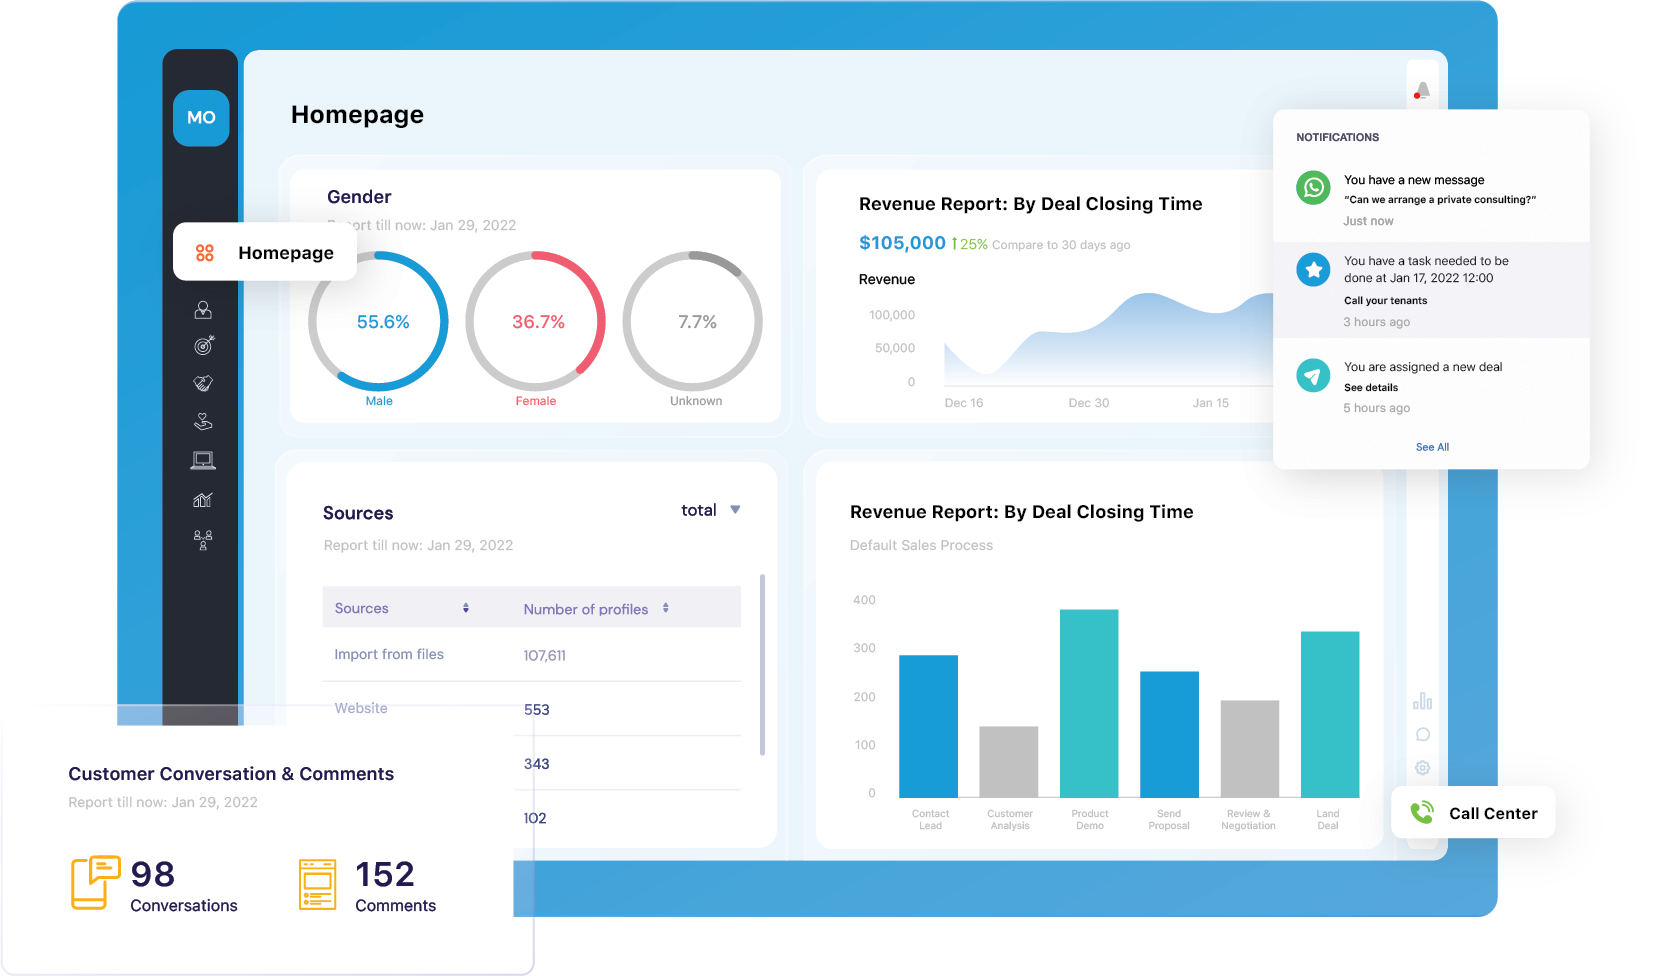 MO
Homepage
Homepage
Gender
Report till now: Jan 29, 2022
55.6%
36.7%
7.7%
Male
Female
Unknown
Revenue Report: By Deal Closing Time
$105,000 25% Compare to 30 days ago
Revenue
100,000
50,000
0
Dec 16
Dec 30
Jan 15
NOTIFICATIONS
You have a new message
“Can we arrange a private consulting?”
Just now
You have a task needed to be
done at Jan 17, 2022 12:00
Call your tenants
3 hours ago
You are assigned a new deal
See details
5 hours ago
See All
Sources
total
Report till now: Jan 29, 2022
Sources
Number of profiles
Import from files
107,611
Website
553
343
102
Revenue Report: By Deal Closing Time
Default Sales Process
400
300
200
100
0
Contact
Lead
Customer
Analysis
Product
Demo
Send
Proposal
Review &
Negotiation
Land
Deal
Call Center
Customer Conversation & Comments
Report till now: Jan 29, 2022
98
Conversations
152
Comments